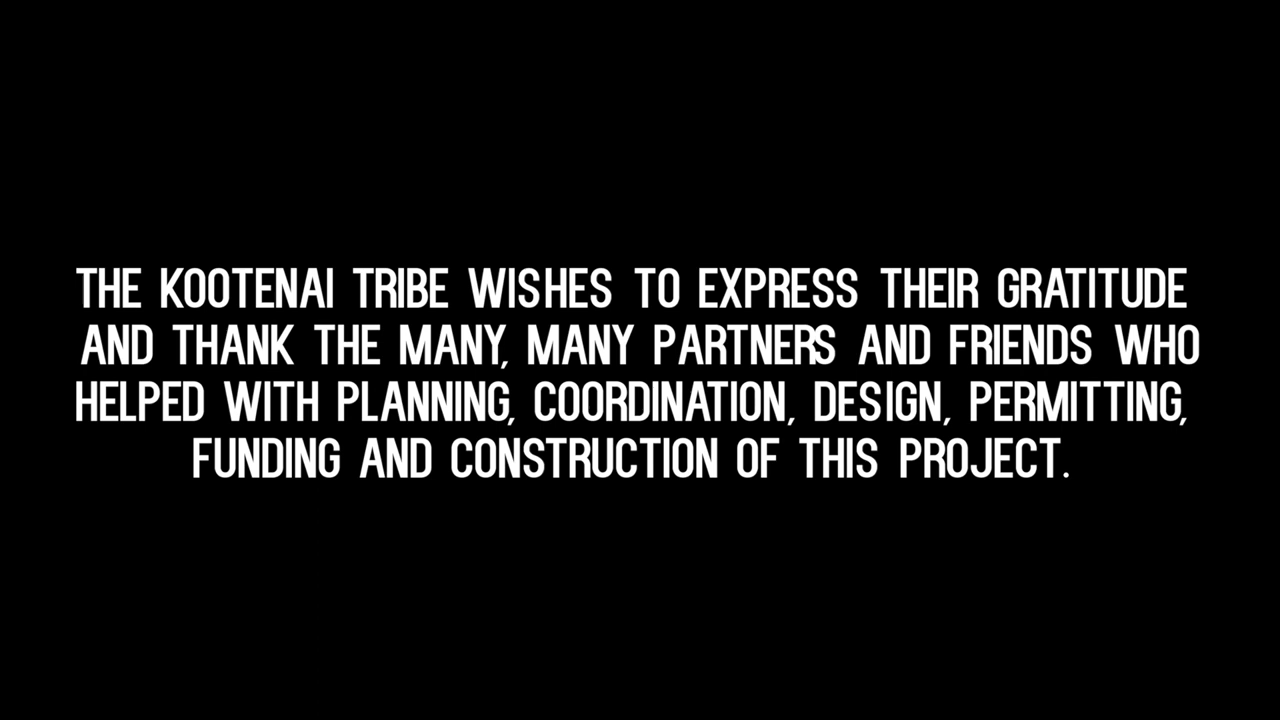 THE KOOTENAI TRIBE WISHES TO EXPRESS THEIR GRATITUDE
AND THANK THE MANY, MANY PARTNERS AND FRIENDS WHO
HELPED WITH PLANNING, COORDINATION, DESIGN, PERMITTING,
FUNDING AND CONSTRUCTION OF THIS PROJECT.